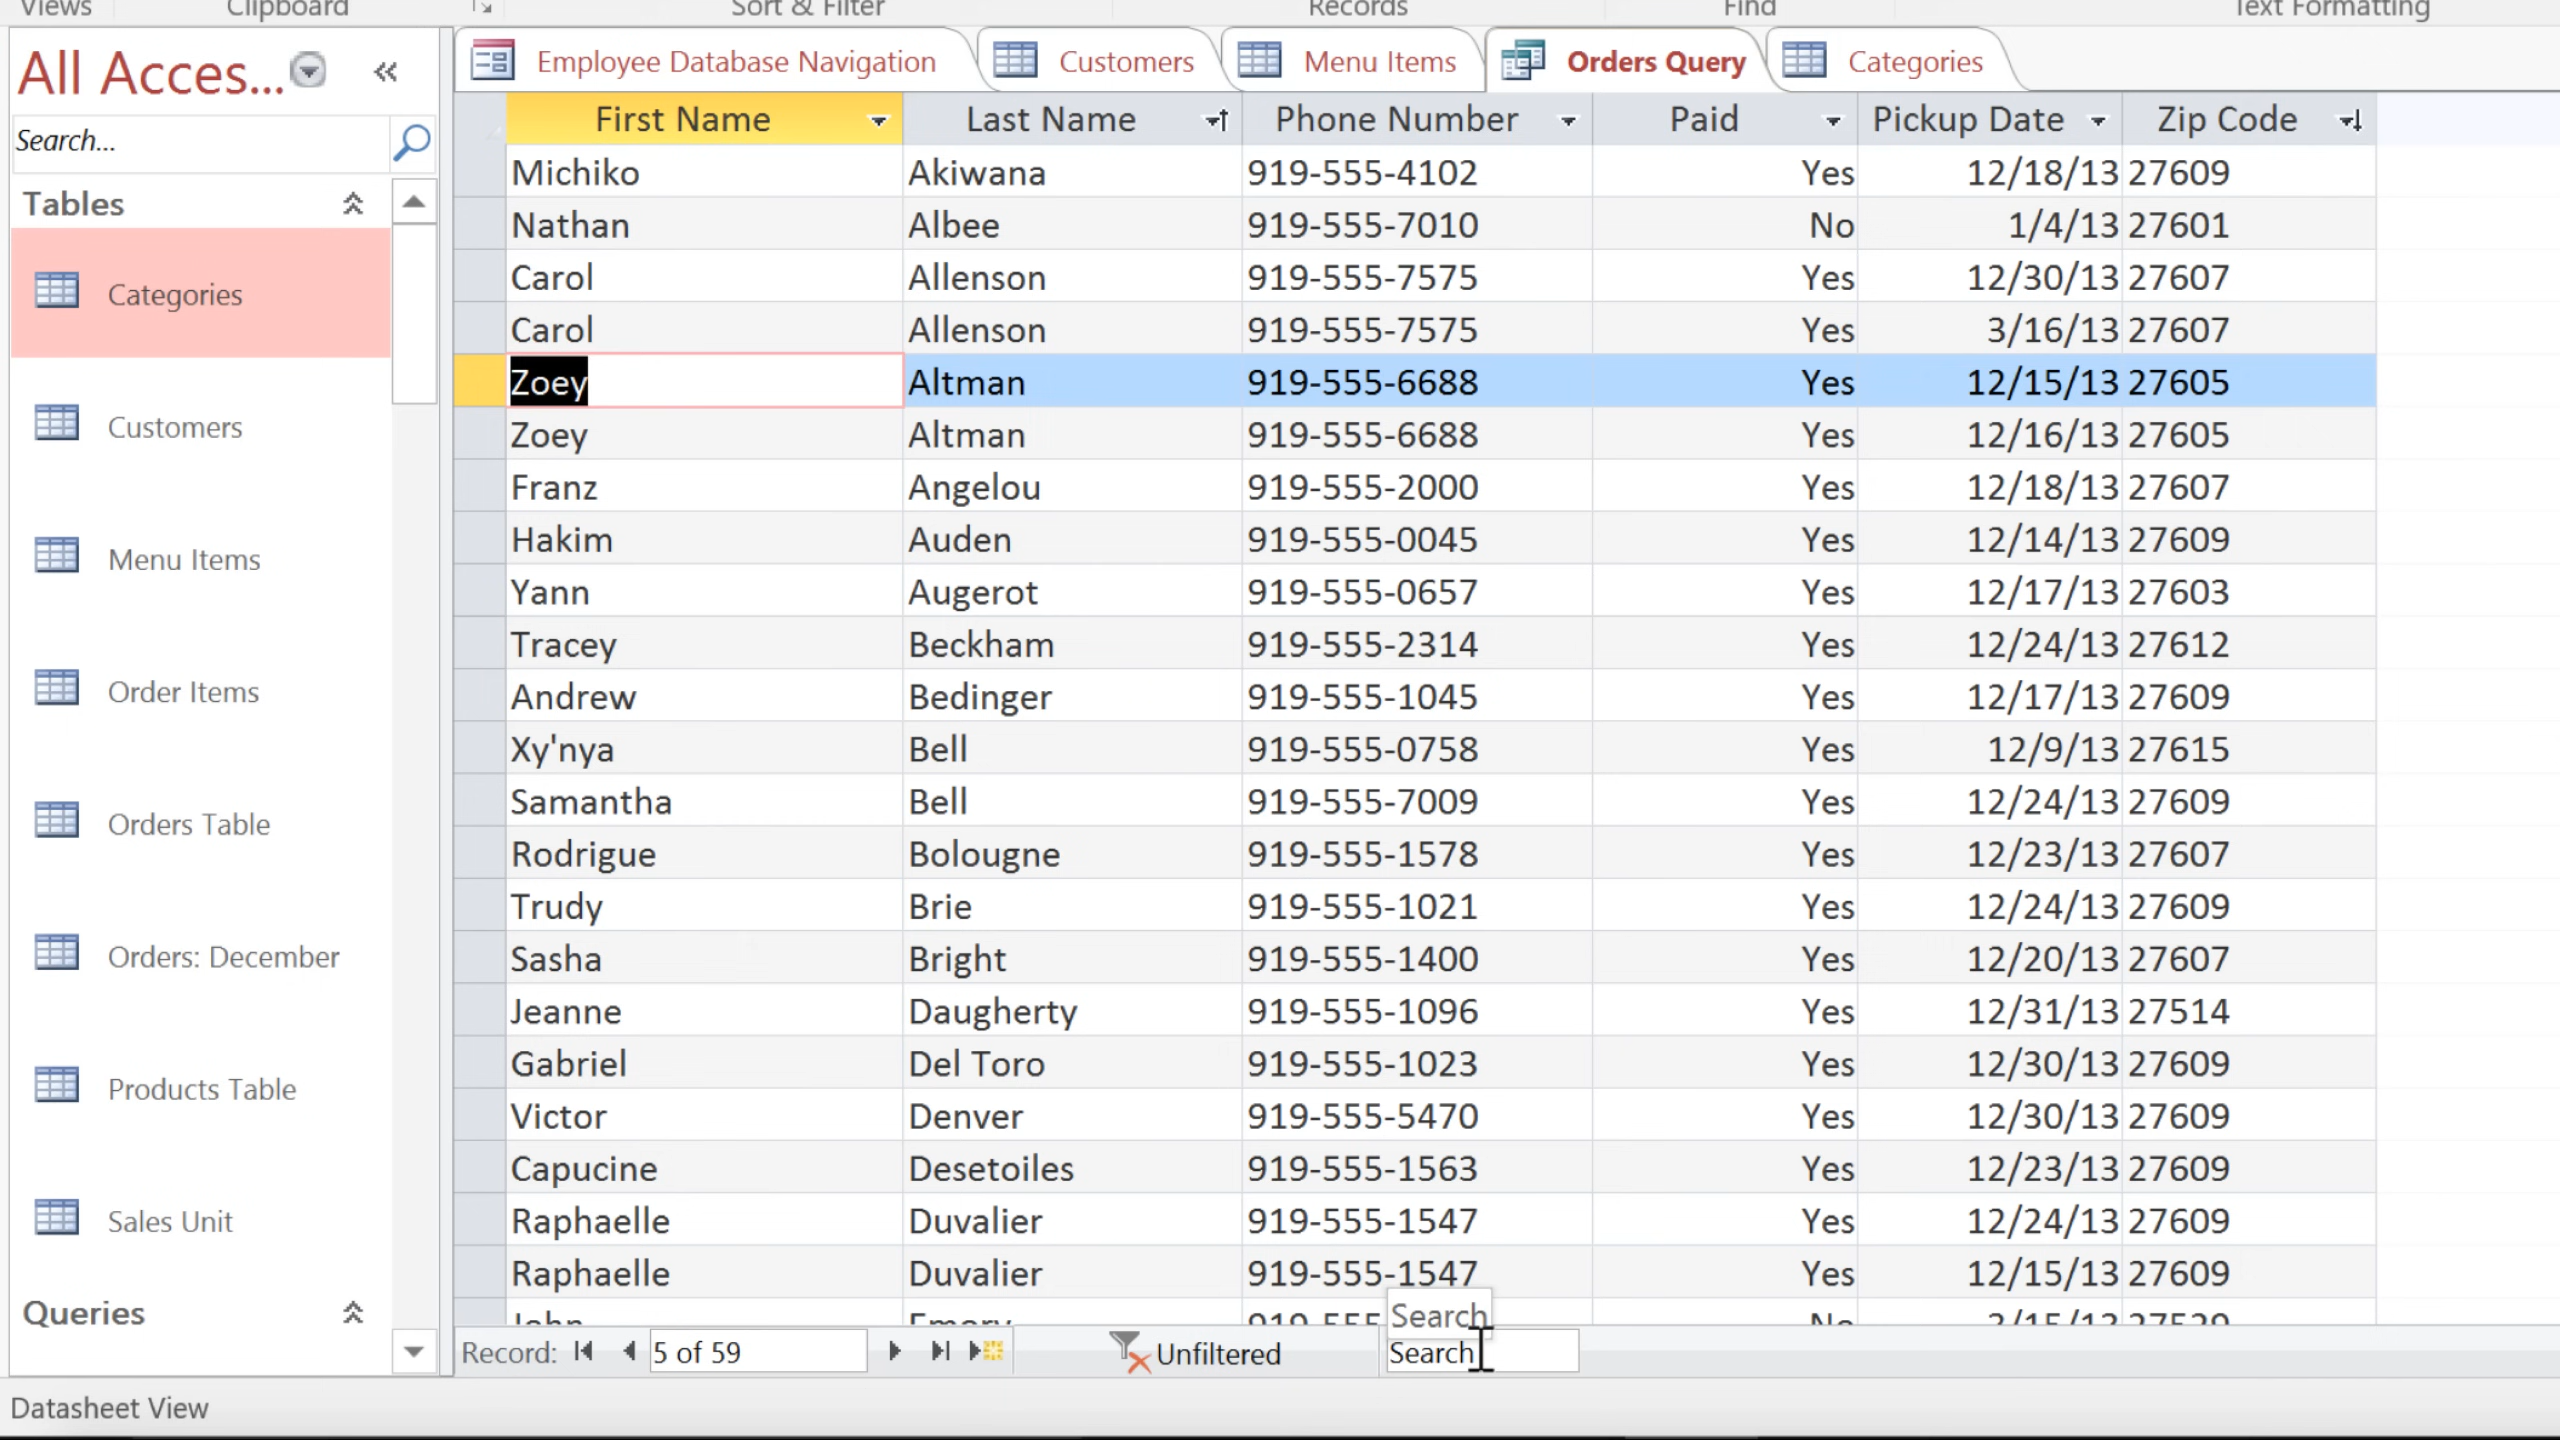 Views Clipboard Sort & Filter Records Find Text Formatting
All Acces...
Search...
Tables
Categories
Customers
Menu Items
Order Items
Orders Table
Orders: December
Products Table
Sales Unit
Queries
Employee Database Navigation Customers Menu Items Orders Query Categories
First Name Last Name Phone Number Paid Pickup Date Zip Code
Michiko Akiwana 919-555-4102 Yes 12/18/13 27609
Nathan Albee 919-555-7010 No 1/4/13 27601
Carol Allenson 919-555-7575 Yes 12/30/13 27607
Carol Allenson 919-555-7575 Yes 3/16/13 27607
Zoey Altman 919-555-6688 Yes 12/15/13 27605
Zoey Altman 919-555-6688 Yes 12/16/13 27605
Franz Angelou 919-555-2000 Yes 12/18/13 27607
Hakim Auden 919-555-0045 Yes 12/14/13 27609
Yann Augerot 919-555-0657 Yes 12/17/13 27603
Tracey Beckham 919-555-2314 Yes 12/24/13 27612
Andrew Bedinger 919-555-1045 Yes 12/17/13 27609
Xy'nya Bell 919-555-0758 Yes 12/9/13 27615
Samantha Bell 919-555-7009 Yes 12/24/13 27609
Rodrigue Bolougne 919-555-1578 Yes 12/23/13 27607
Trudy Brie 919-555-1021 Yes 12/24/13 27609
Sasha Bright 919-555-1400 Yes 12/20/13 27607
Jeanne Daugherty 919-555-1096 Yes 12/31/13 27514
Gabriel Del Toro 919-555-1023 Yes 12/30/13 27609
Victor Denver 919-555-5470 Yes 12/30/13 27609
Capucine Desetoiles 919-555-1563 Yes 12/23/13 27609
Raphaelle Duvalier 919-555-1547 Yes 12/24/13 27609
Raphaelle Duvalier 919-555-1547 Yes 12/15/13 27609
Search
Record: 5 of 59 Unfiltered Search
Datasheet View